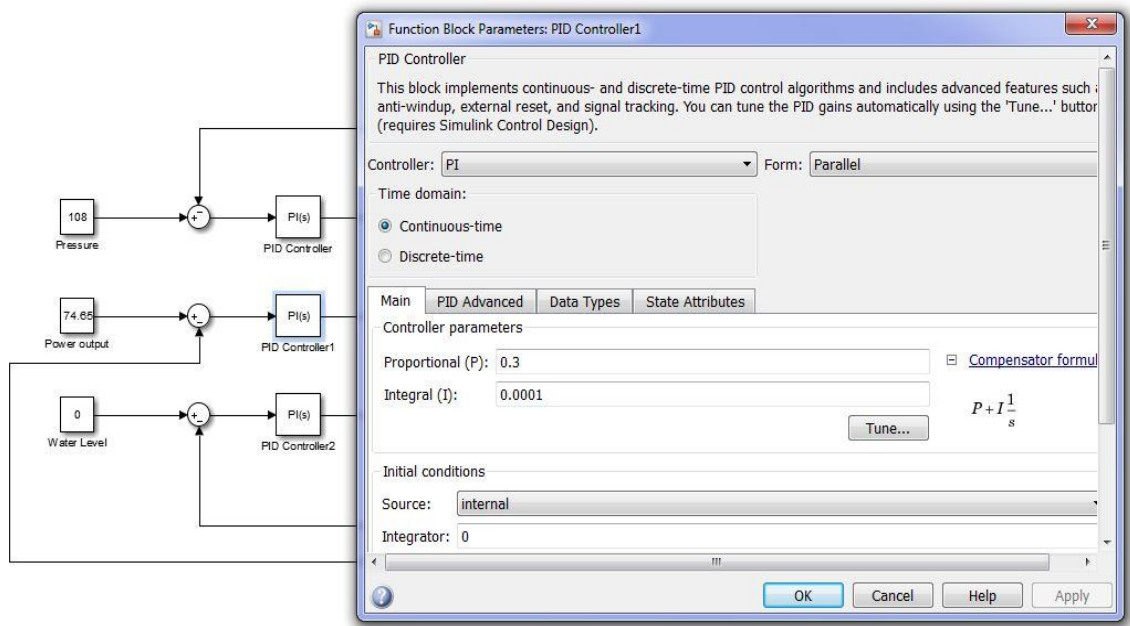 Function Block Parameters: PID Controller1
PID Controller
This block implements continuous- and discrete-time PID control algorithms and includes advanced features such
anti-windup, external reset, and signal tracking. You can tune the PID gains automatically using the 'Tune...' button
(requires Simulink Control Design).
Controller: PI
Form: Parallel
Time domain:
Continuous-time
Discrete-time
Main
PID Advanced
Data Types
State Attributes
Controller parameters
Proportional (P): 0.3
Integral (I): 0.0001
Compensator formul
P+I 1/s
Tune...
Initial conditions
Source: internal
Integrator: 0
OK
Cancel
Help
Apply
108
Pressure
+ -
PI(s)
PID Controller
74.65
Power output
+ -
PI(s)
PID Controller1
0
Water Level
+ -
PI(s)
PID Controller2